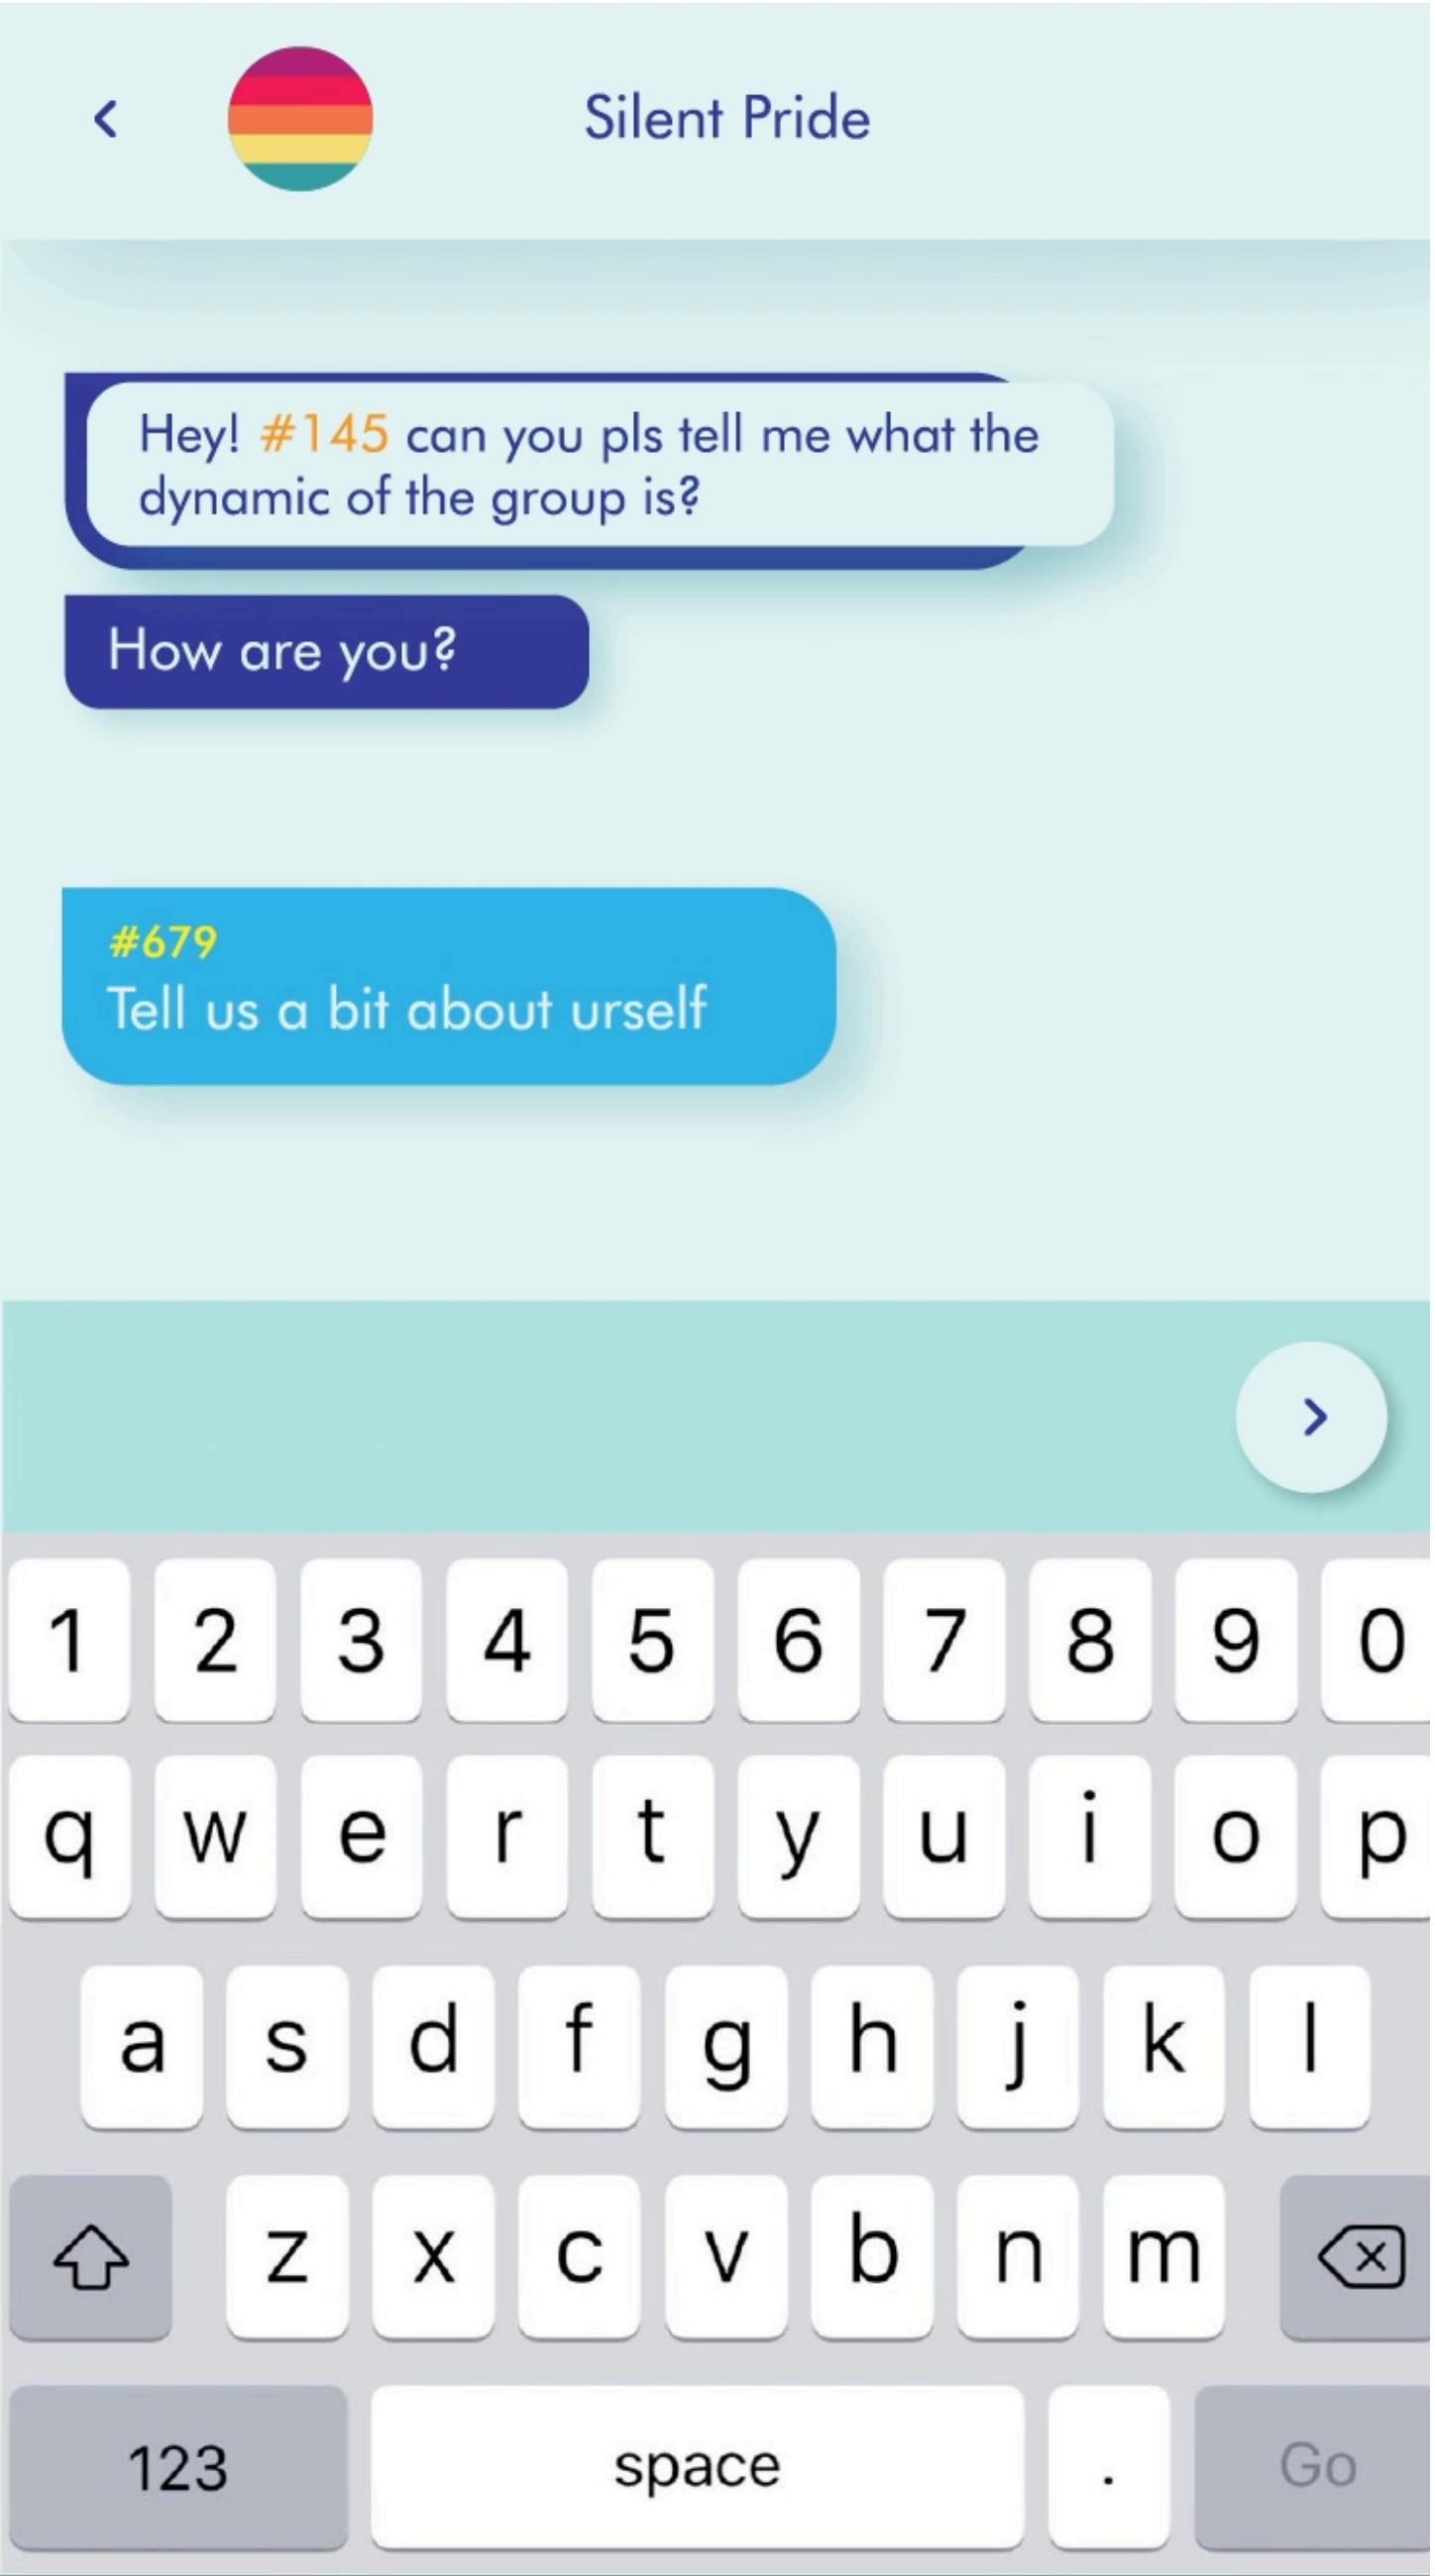 Silent Pride
Hey! #145 can you pls tell me what the
dynamic of the group is?
How are you?
#679
Tell us a bit about urself
1 2 3 4 5 6 7 8 9 0
q w e r t y u i o p
a s d f g h j k l
z x c v b n m
123 space . Go